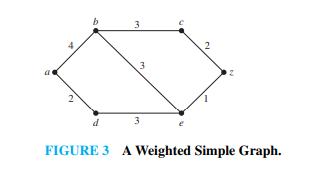 b 3 c
4 3 2
a z
2 1
d 3 e
FIGURE 3 A Weighted Simple Graph.